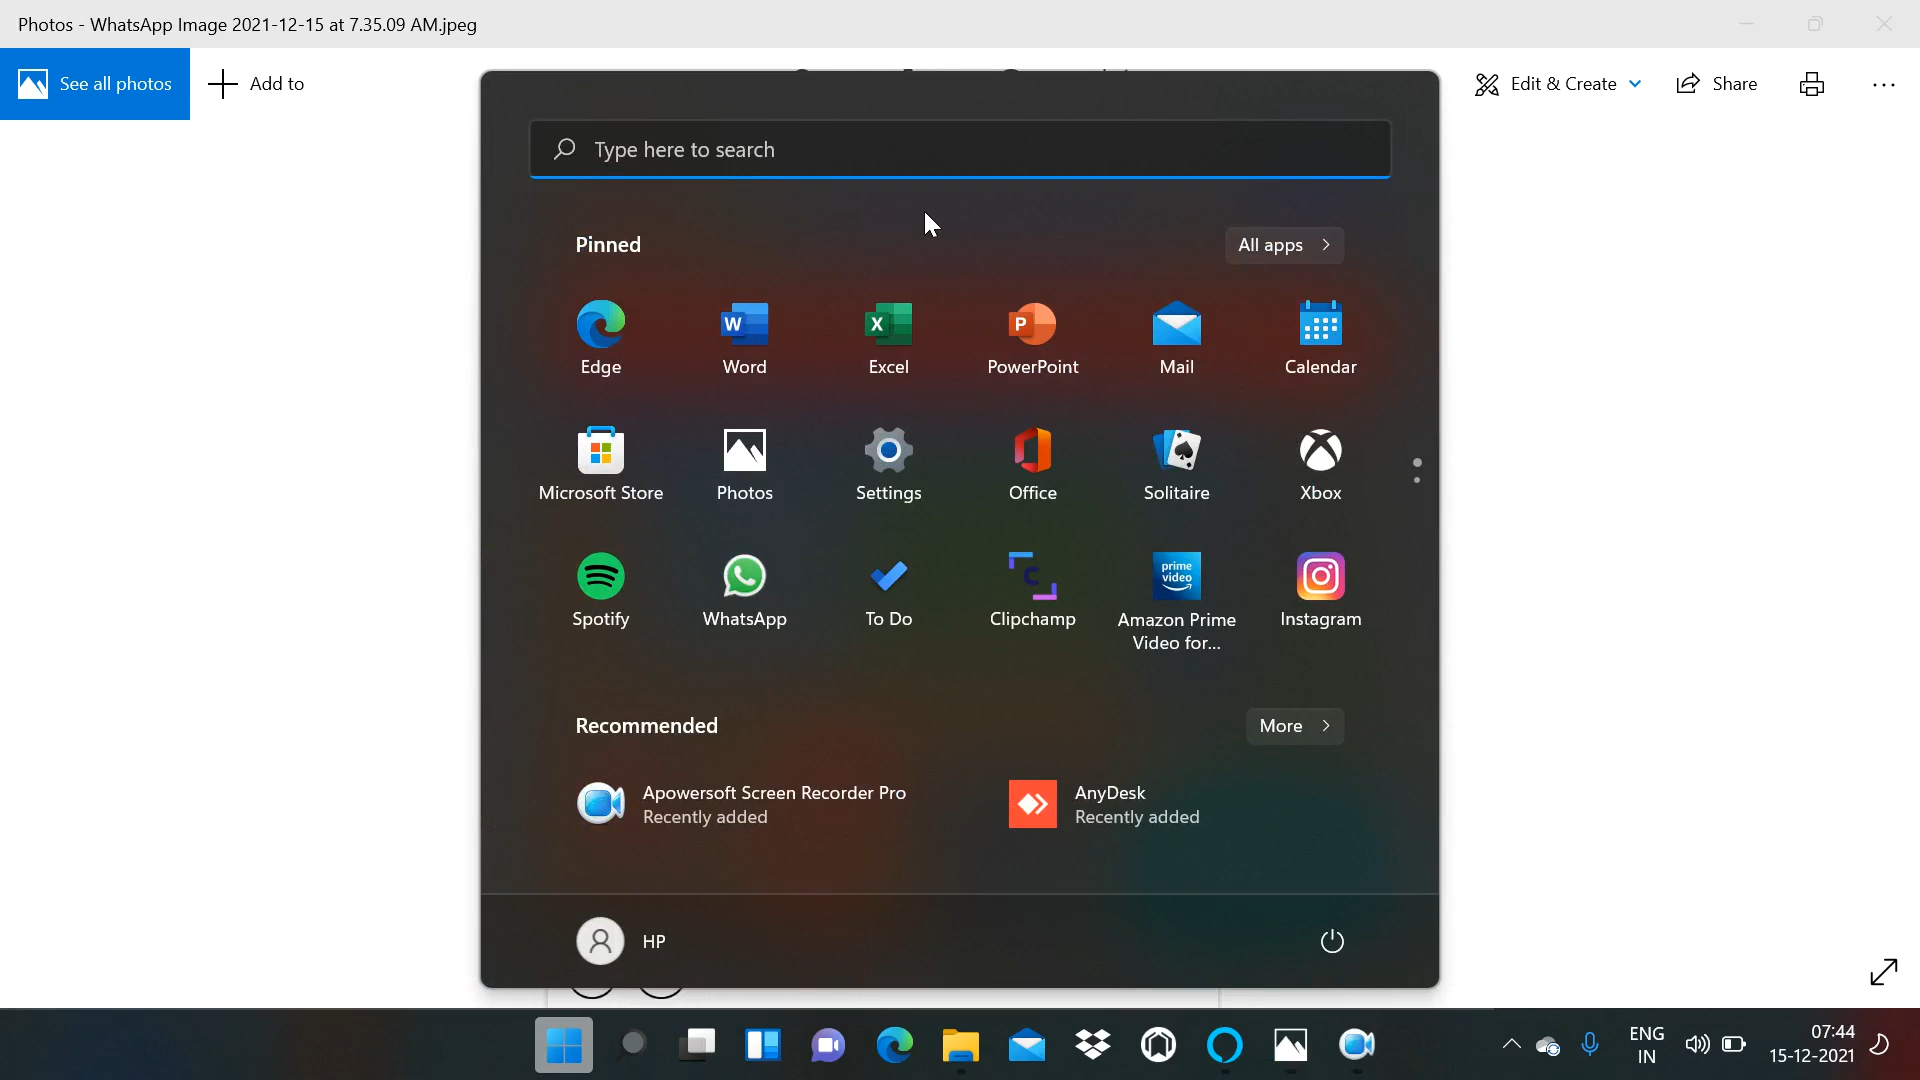 Photos - WhatsApp Image 2021-12-15 at 7.35.09 AM.jpeg
See all photos
Add to
Edit & Create
Share
Type here to search
Pinned
All apps
Edge
Word
Excel
PowerPoint
Mail
Calendar
Microsoft Store
Photos
Settings
Office
Solitaire
Xbox
prime
video
Spotify
WhatsApp
To Do
Clipchamp
Amazon Prime
Video for...
Instagram
Recommended
More
Apowersoft Screen Recorder Pro
Recently added
AnyDesk
Recently added
HP
ENG
IN
07:44
15-12-2021